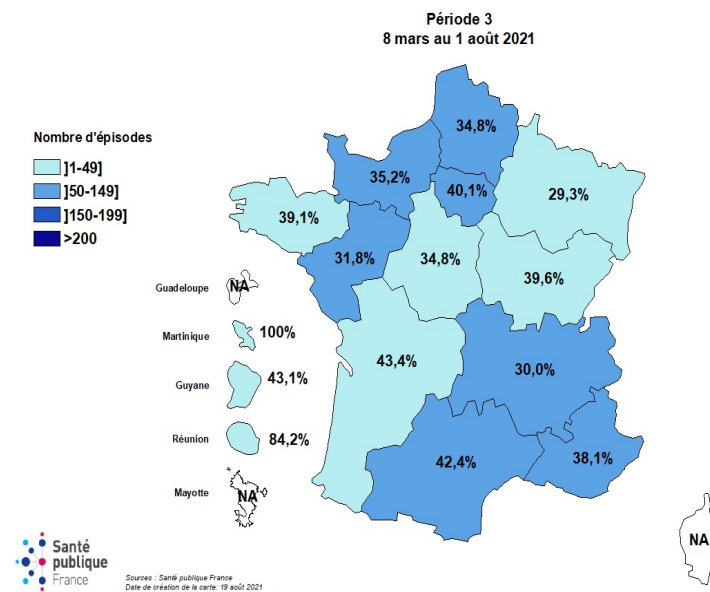 Période 3
8 mars au 1 août 2021
Nombre d'épisodes
]1-49]
]50-149]
]150-199]
>200
34,8%
35,2%
40,1%
29,3%
39,1%
31,8%
34,8%
39,6%
43,4%
30,0%
42,4%
38,1%
NA
Guadeloupe NA
Martinique 100%
Guyane 43,1%
Réunion 84,2%
Mayotte NA
Santé
publique
France
Sources : Santé publique France
Date de création de la carte: 19 août 2021